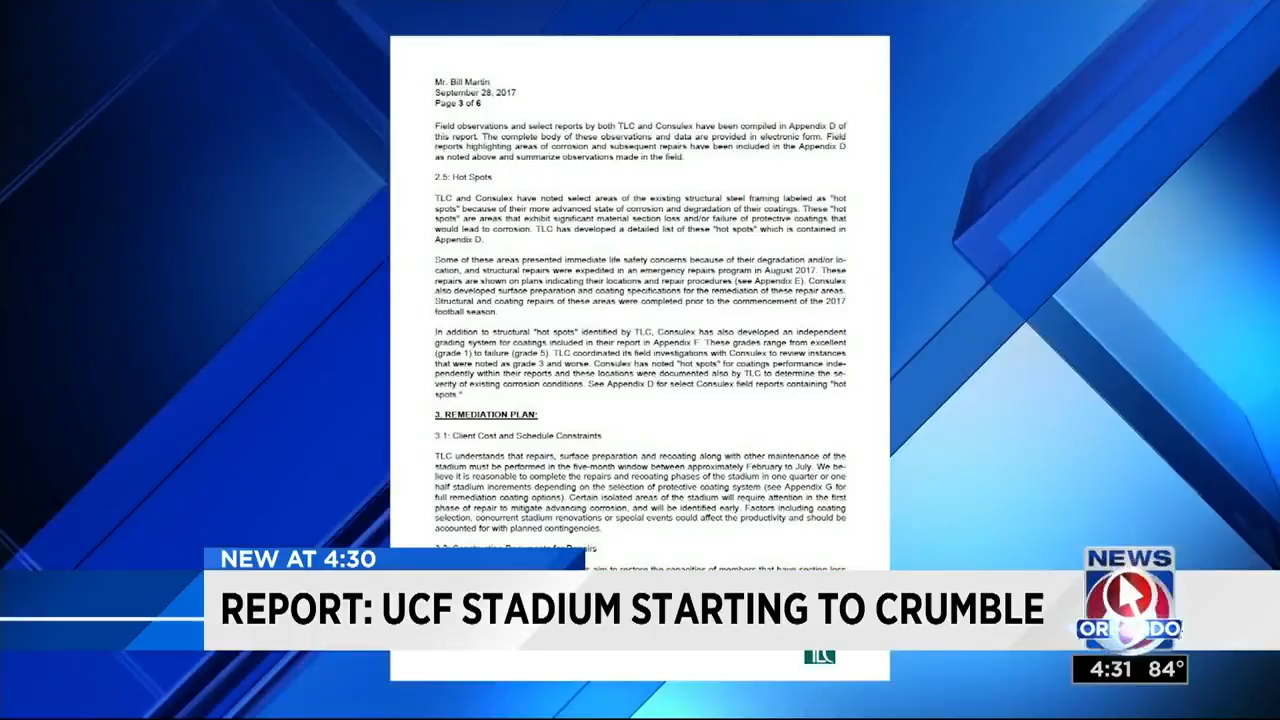 Mr. Bill Martin
September 28, 2017
Page 3 of 6
Field observations and select reports by both TLC and Consulex have been compiled in Appendix D of
this report. The complete body of these observations and data are provided in electronic form. Field
reports highlighting areas of corrosion and subsequent repairs have been included in the Appendix D
as noted above and summarize observations made in the field.
2.5: Hot Spots
TLC and Consulex have noted select areas of the existing structural steel framing labeled as "hot
spots" because of their more advanced state of corrosion and degradation of their coatings. These "hot
spots" are areas that exhibit significant material section loss and/or failure of protective coatings that
would lead to corrosion. TLC has developed a detailed list of these "hot spots" which is contained in
Appendix D.
Some of these areas presented immediate life safety concerns because of their degradation and/or lo-
cation, and structural repairs were expedited in an emergency repairs program in August 2017. These
repairs are shown on plans indicating their locations and repair procedures (see Appendix E). Consulex
also developed surface preparation and coating specifications for the remediation of these repair areas.
Structural and coating repairs of these areas were completed prior to the commencement of the 2017
football season.
In addition to structural "hot spots" identified by TLC, Consulex has also developed an independent
grading system for coatings included in their report in Appendix F. These grades range from excellent
(grade 1) to failure (grade 5). TLC coordinated its field investigations with Consulex to review instances
that were noted as grade 3 and worse. Consulex has noted "hot spots" for coatings performance inde-
pendently within their reports and these locations were documented also by TLC to determine the se-
verity of existing corrosion conditions. See Appendix D for select Consulex field reports containing "hot
spots."
3. REMEDIATION PLAN:
3.1: Client Cost and Schedule Constraints
TLC understands that repairs, surface preparation and recoating along with other maintenance of the
stadium must be performed in the five-month window between approximately February to July. We be-
lieve it is reasonable to complete the repairs and recoating phases of the stadium in one quarter or one
half stadium increments depending on the selection of protective coating system (see Appendix G for
full remediation coating options). Certain isolated areas of the stadium will require attention in the first
phase of repair to mitigate advancing corrosion, and will be identified early. Factors including coating
selection, concurrent stadium renovations or special events could affect the productivity and should be
accounted for with planned contingencies.
aim to restore the capacities of members that have section loss
NEW AT 4:30
REPORT: UCF STADIUM STARTING TO CRUMBLE
NEWS
ORLANDO
4:31 84°
TLC